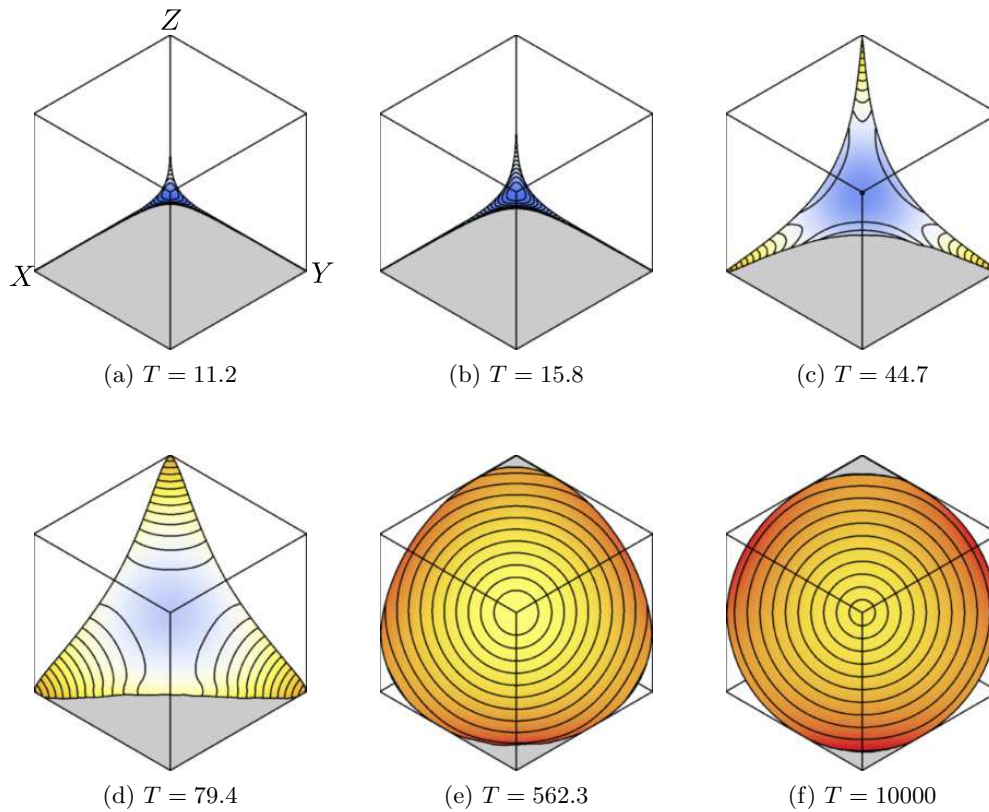 Z
X
Y
(a) T = 11.2
(b) T = 15.8
(c) T = 44.7
(d) T = 79.4
(e) T = 562.3
(f) T = 10000